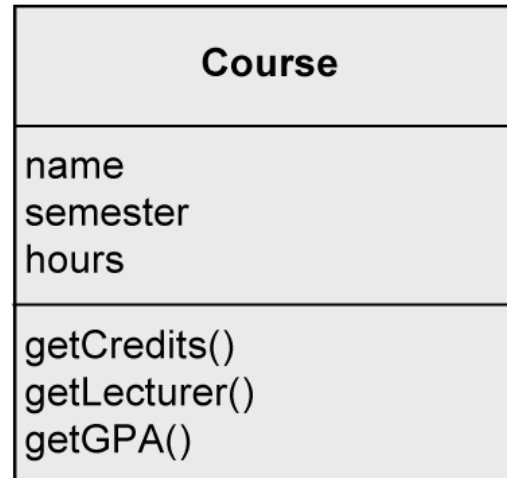 Course
name
semester
hours
getCredits()
getLecturer()
getGPA()